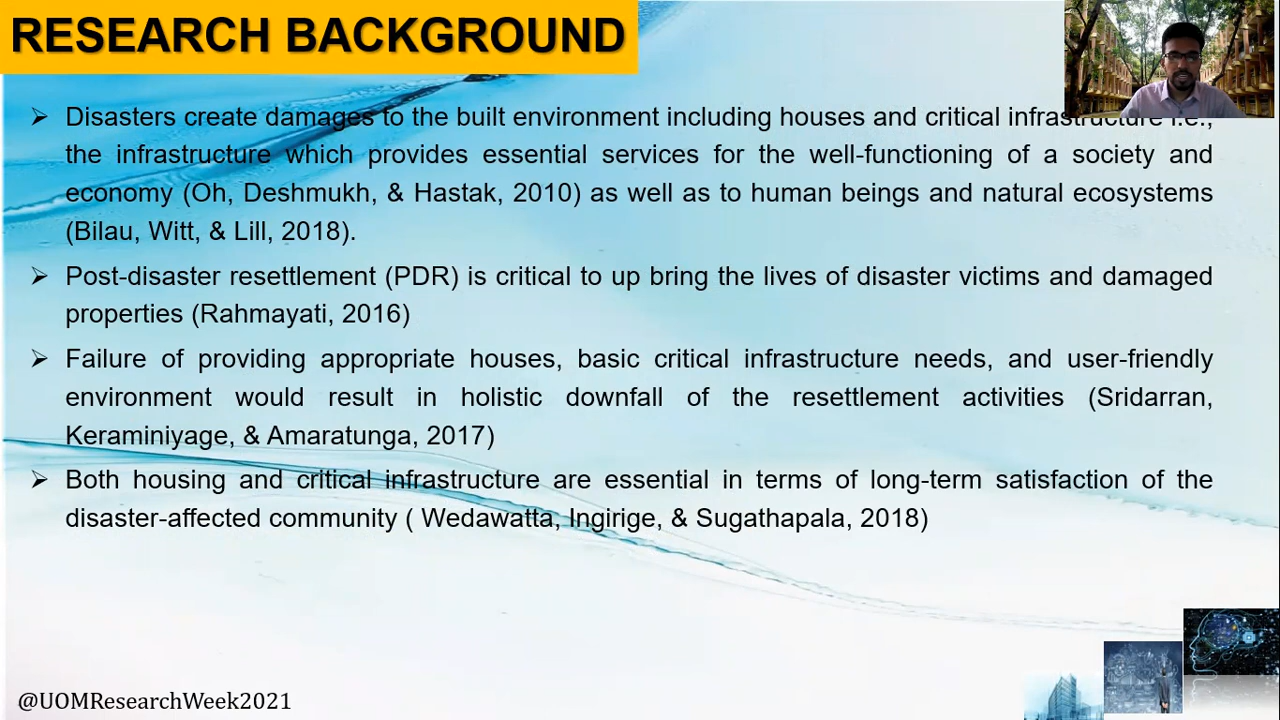 RESEARCH BACKGROUND
➢ Disasters create damages to the built environment including houses and critical infrastructure i.e.,
the infrastructure which provides essential services for the well-functioning of a society and
economy (Oh, Deshmukh, & Hastak, 2010) as well as to human beings and natural ecosystems
(Bilau, Witt, & Lill, 2018).
➢ Post-disaster resettlement (PDR) is critical to up bring the lives of disaster victims and damaged
properties (Rahmayati, 2016)
➢ Failure of providing appropriate houses, basic critical infrastructure needs, and user-friendly
environment would result in holistic downfall of the resettlement activities (Sridarran,
Keraminiyage, & Amaratunga, 2017)
➢ Both housing and critical infrastructure are essential in terms of long-term satisfaction of the
disaster-affected community ( Wedawatta, Ingirige, & Sugathapala, 2018)
@UOMResearchWeek2021